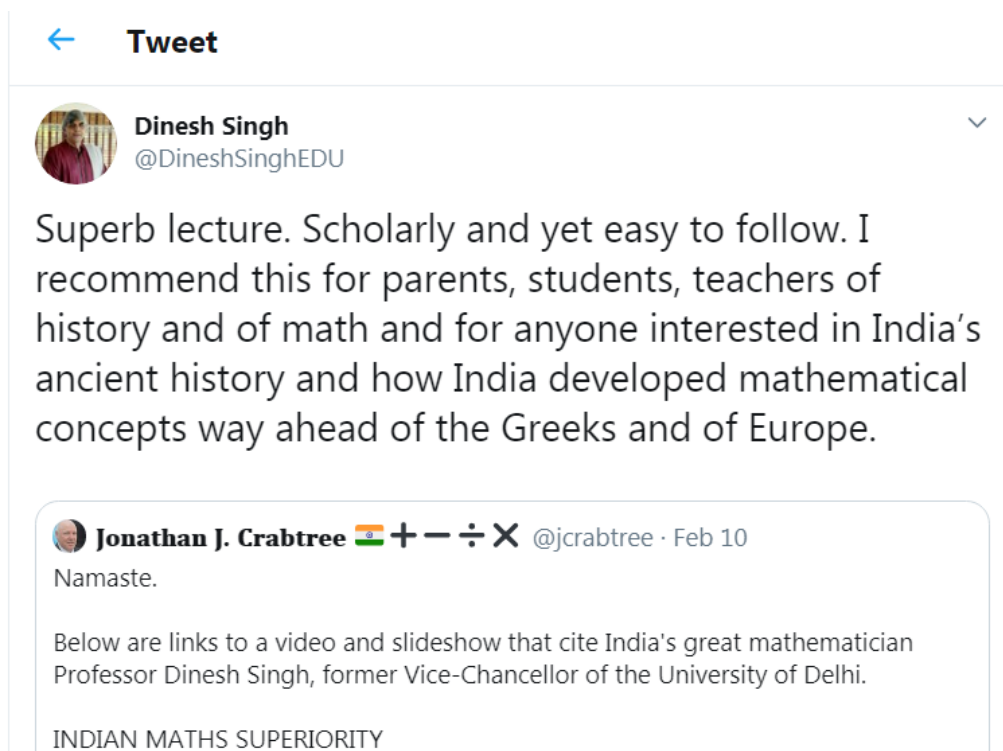 Tweet
Dinesh Singh
@DineshSinghEDU
Superb lecture. Scholarly and yet easy to follow. I
recommend this for parents, students, teachers of
history and of math and for anyone interested in India’s
ancient history and how India developed mathematical
concepts way ahead of the Greeks and of Europe.
Jonathan J. Crabtree 🇮🇳➕➖➗✖ @jcrabtree · Feb 10
Namaste.
Below are links to a video and slideshow that cite India's great mathematician
Professor Dinesh Singh, former Vice-Chancellor of the University of Delhi.
INDIAN MATHS SUPERIORITY